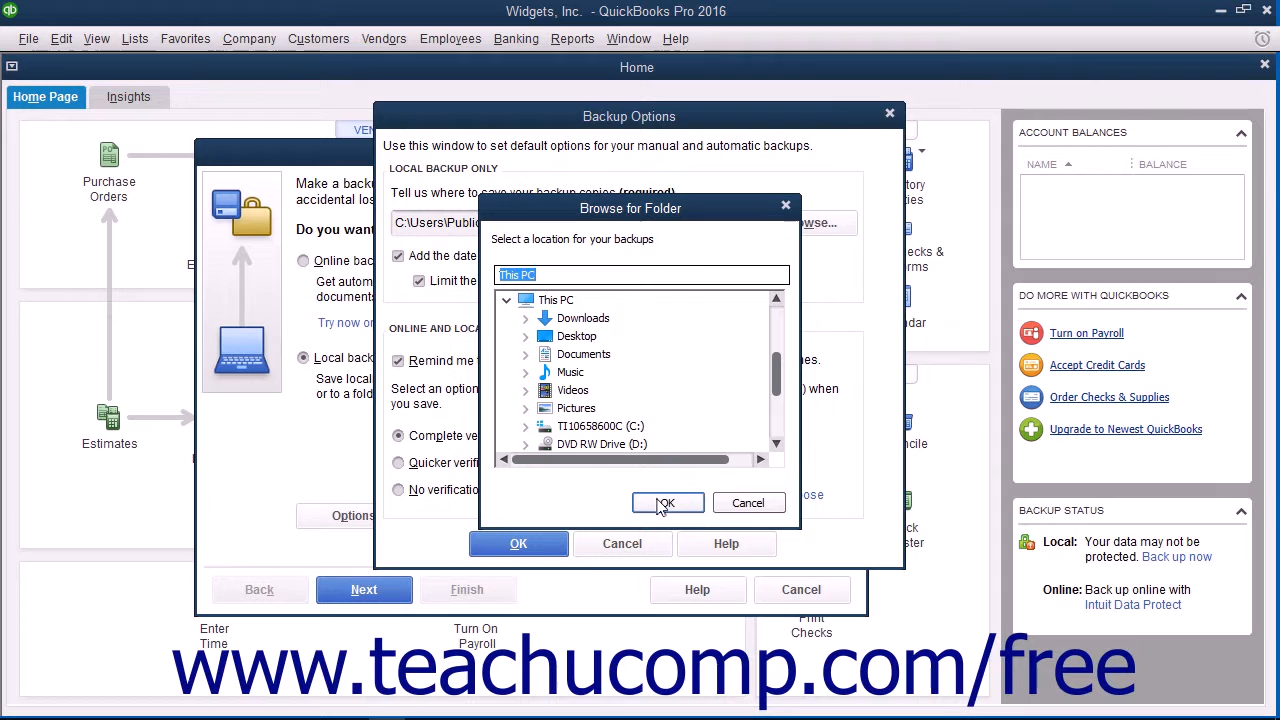 Widgets, Inc. - QuickBooks Pro 2016
File Edit View Lists Favorites Company Customers Vendors Employees Banking Reports Window Help
Home
Home Page Insights
VEN
Purchase
Orders
Estimates
Enter
Time
Turn On
Payroll
Print
Checks
Make a backu
accidental los
Do you want
Online bac
Get autom
documents
Try now or
Local back
Save local
or to a fold
Options
Back Next Finish Help Cancel
Backup Options
Use this window to set default options for your manual and automatic backups.
LOCAL BACKUP ONLY
Tell us where to save your backup copies (required)
C:\Users\Public
wse...
Add the date
Limit the
ONLINE AND LOCA
Remind me
mes.
Select an option
) when
you save.
Complete ve
Quicker verifi
No verification
oose
OK Cancel Help
Browse for Folder
Select a location for your backups
This PC
This PC
Downloads
Desktop
Documents
Music
Videos
Pictures
TI10658600C (C:)
DVD RW Drive (D:)
OK Cancel
ACCOUNT BALANCES
NAME BALANCE
DO MORE WITH QUICKBOOKS
Turn on Payroll
Accept Credit Cards
Order Checks & Supplies
Upgrade to Newest QuickBooks
BACKUP STATUS
Local: Your data may not be
protected. Back up now
Online: Back up online with
Intuit Data Protect
www.teachucomp.com/free